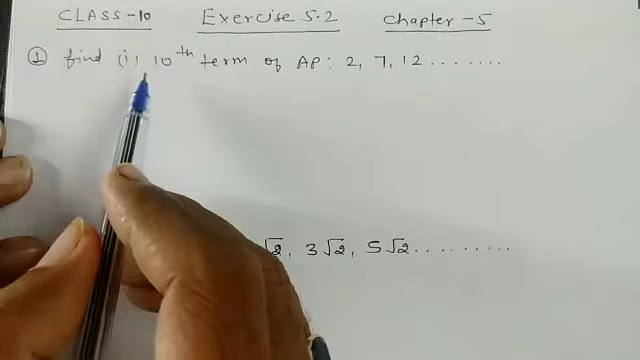 CLASS-10 Exercise 5.2 Chapter-5
① find (i) 10th term of AP: 2, 7, 12.......
√2, 3√2, 5√2..........